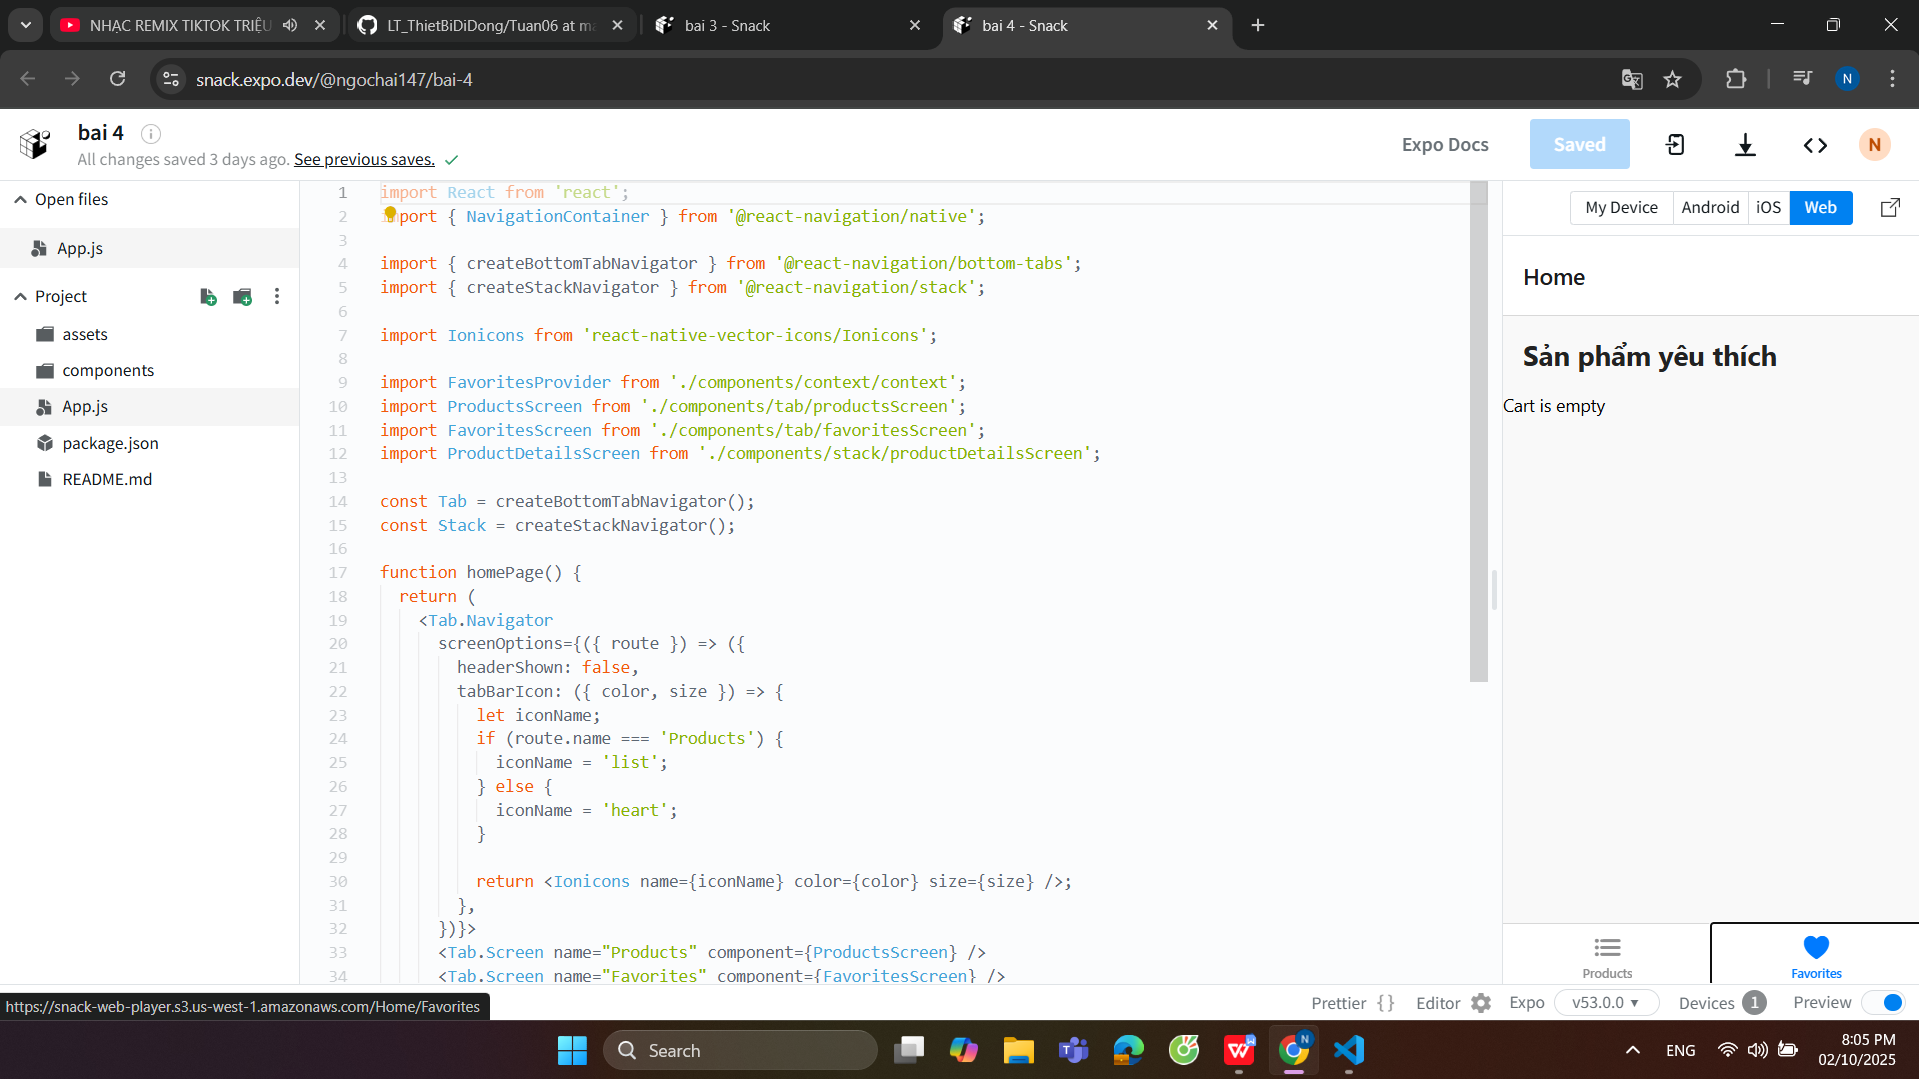 NHẠC REMIX TIKTOK TRIỆU
LT_ThietBiDiDong/Tuan06 at ma
bai 3 - Snack
bai 4 - Snack
snack.expo.dev/@ngochai147/bai-4
N
bai 4
All changes saved 3 days ago. See previous saves.
Expo Docs
Saved
N
Open files
App.js
Project
assets
components
App.js
package.json
README.md
1 import React from 'react';
2 import { NavigationContainer } from '@react-navigation/native';
3
4 import { createBottomTabNavigator } from '@react-navigation/bottom-tabs';
5 import { createStackNavigator } from '@react-navigation/stack';
6
7 import Ionicons from 'react-native-vector-icons/Ionicons';
8
9 import FavoritesProvider from './components/context/context';
10 import ProductsScreen from './components/tab/productsScreen';
11 import FavoritesScreen from './components/tab/favoritesScreen';
12 import ProductDetailsScreen from './components/stack/productDetailsScreen';
13
14 const Tab = createBottomTabNavigator();
15 const Stack = createStackNavigator();
16
17 function homePage() {
18 return (
19 <Tab.Navigator
20 screenOptions={({ route }) => ({
21 headerShown: false,
22 tabBarIcon: ({ color, size }) => {
23 let iconName;
24 if (route.name === 'Products') {
25 iconName = 'list';
26 } else {
27 iconName = 'heart';
28 }
29
30 return <Ionicons name={iconName} color={color} size={size} />;
31 },
32 })}>
33 <Tab.Screen name="Products" component={ProductsScreen} />
34 <Tab.Screen name="Favorites" component={FavoritesScreen} />
My Device
Android
iOS
Web
Home
Sản phẩm yêu thích
Cart is empty
Products
Favorites
https://snack-web-player.s3.us-west-1.amazonaws.com/Home/Favorites
Prettier { }
Editor
Expo
v53.0.0
Devices 1
Preview
Search
N
ENG
8:05 PM
02/10/2025